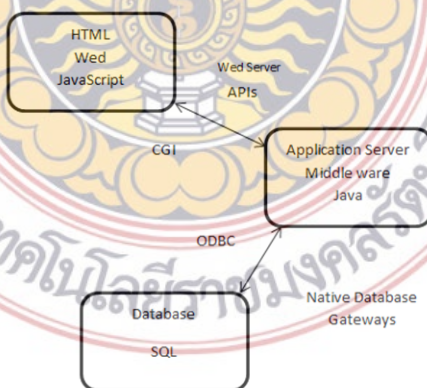 HTML
Wed
JavaScript
Wed Server
APIs
CGI
Application Server
Middle ware
Java
ODBC
Native Database
Gateways
Database
SQL